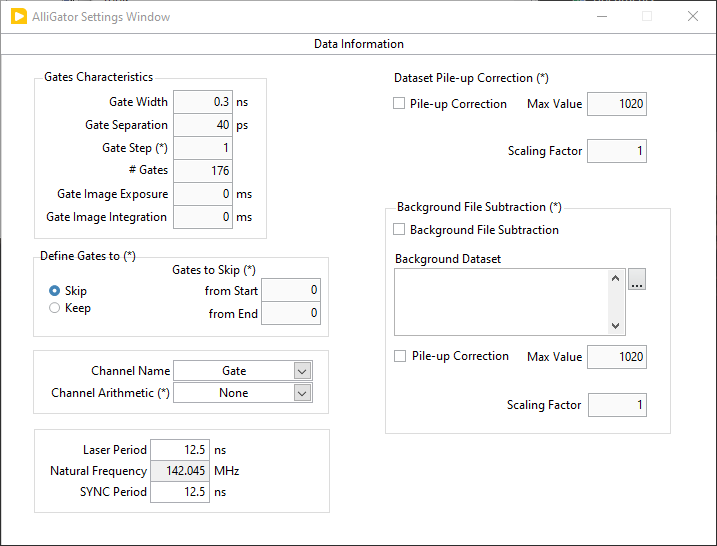 AlliGator Settings Window
Data Information
Gates Characteristics
Gate Width 0.3 ns
Gate Separation 40 ps
Gate Step (*) 1
# Gates 176
Gate Image Exposure 0 ms
Gate Image Integration 0 ms
Define Gates to (*)
Gates to Skip (*)
Skip
Keep
from Start 0
from End 0
Channel Name Gate
Channel Arithmetic (*) None
Laser Period 12.5 ns
Natural Frequency 142.045 MHz
SYNC Period 12.5 ns
Dataset Pile-up Correction (*)
Pile-up Correction Max Value 1020
Scaling Factor 1
Background File Subtraction (*)
Background File Subtraction
Background Dataset
...
Pile-up Correction Max Value 1020
Scaling Factor 1